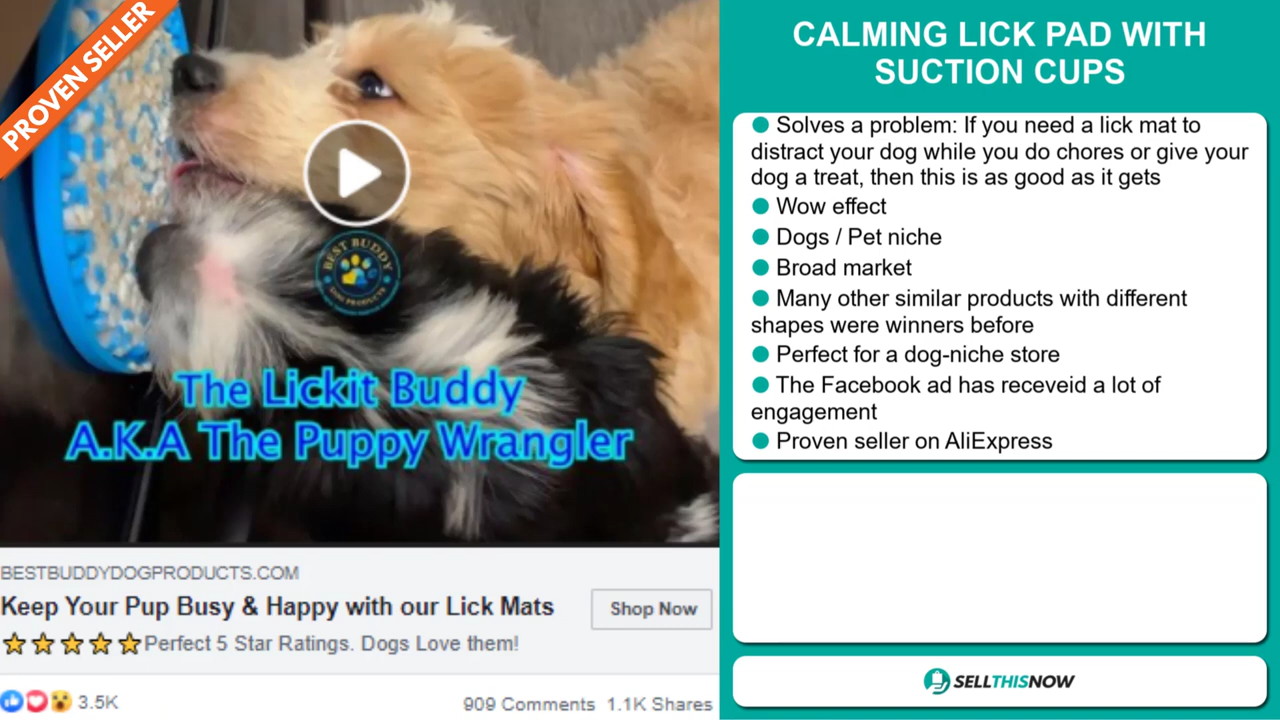 PROVEN SELLER
BEST BUDDY
DOG PRODUCTS
The Lickit Buddy
A.K.A The Puppy Wrangler
BESTBUDDYDOGPRODUCTS.COM
Keep Your Pup Busy & Happy with our Lick Mats
Shop Now
Perfect 5 Star Ratings. Dogs Love them!
3.5K
909 Comments 1.1K Shares
CALMING LICK PAD WITH
SUCTION CUPS
● Solves a problem: If you need a lick mat to
distract your dog while you do chores or give your
dog a treat, then this is as good as it gets
● Wow effect
● Dogs / Pet niche
● Broad market
● Many other similar products with different
shapes were winners before
● Perfect for a dog-niche store
● The Facebook ad has receveid a lot of
engagement
● Proven seller on AliExpress
SELLTHISNOW